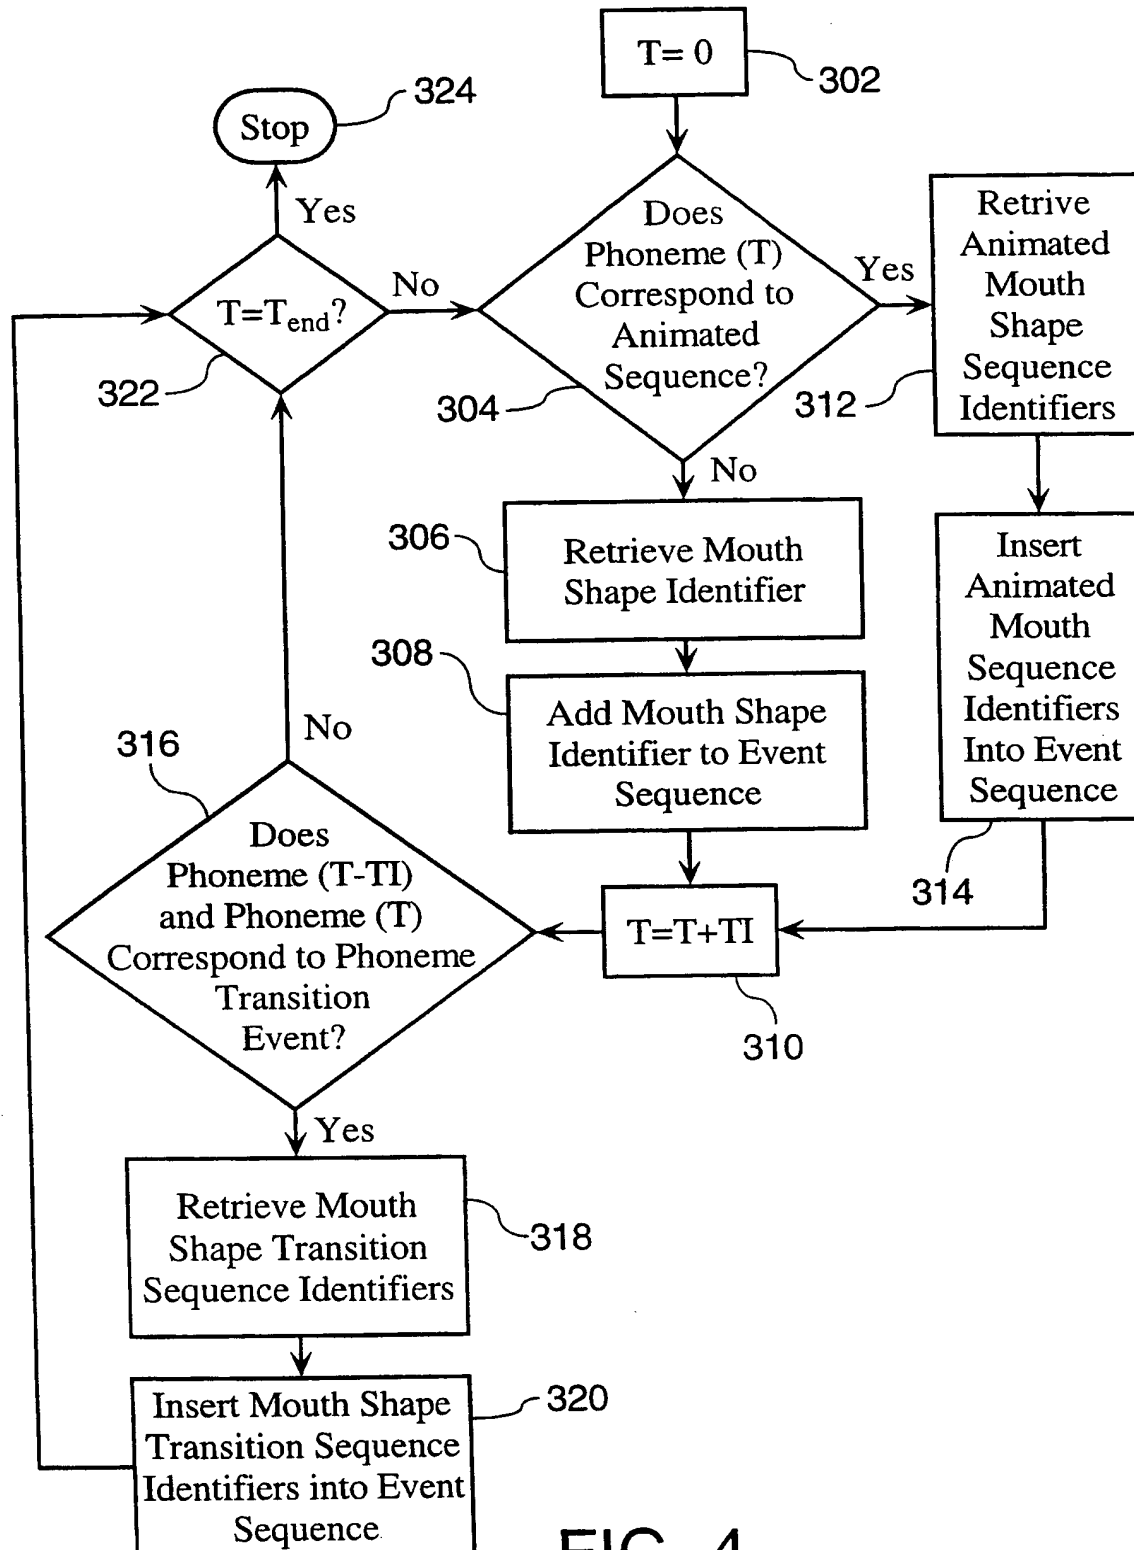 T= 0
302
324
Stop
Yes
T=Tend?
No
322
Does
Phoneme (T)
Correspond to
Animated
Sequence?
304
Yes
No
Retrive
Animated
Mouth
Shape
Sequence
Identifiers
312
306
Retrieve Mouth
Shape Identifier
308
Add Mouth Shape
Identifier to Event
Sequence
Insert
Animated
Mouth
Sequence
Identifiers
Into Event
Sequence
314
T=T+TI
310
316
No
Does
Phoneme (T-TI)
and Phoneme (T)
Correspond to Phoneme
Transition
Event?
Yes
Retrieve Mouth
Shape Transition
Sequence Identifiers
318
Insert Mouth Shape
Transition Sequence
Identifiers into Event
Sequence
320
FIG. 4